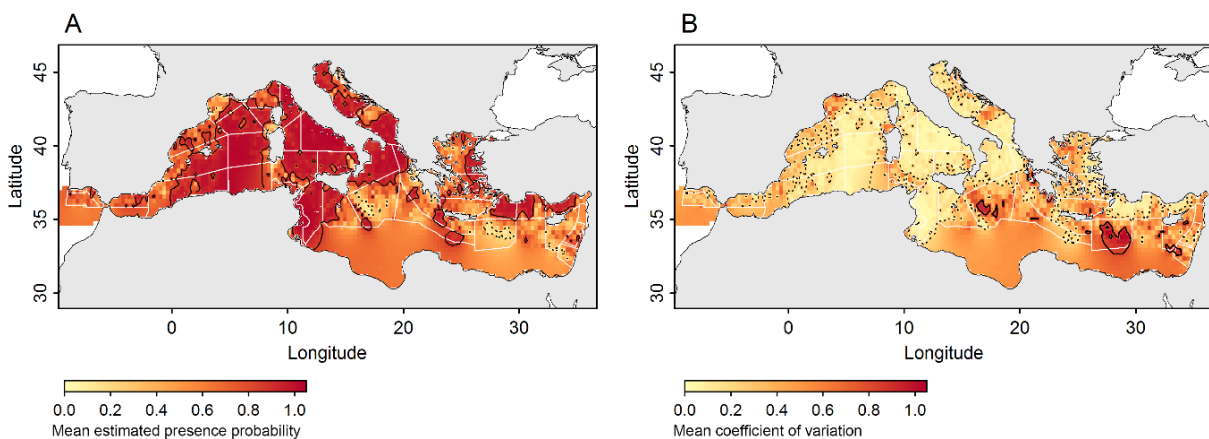 A
B
45
40
35
30
Latitude
0
10
20
30
Longitude
45
40
35
30
Latitude
0
10
20
30
Longitude
0.0 0.2 0.4 0.6 0.8 1.0
Mean estimated presence probability
0.0 0.2 0.4 0.6 0.8 1.0
Mean coefficient of variation